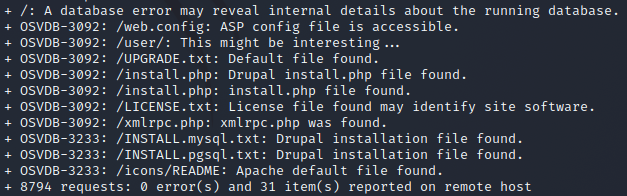 + /: A database error may reveal internal details about the running database.
+ OSVDB-3092: /web.config: ASP config file is accessible.
+ OSVDB-3092: /user/: This might be interesting...
+ OSVDB-3092: /UPGRADE.txt: Default file found.
+ OSVDB-3092: /install.php: Drupal install.php file found.
+ OSVDB-3092: /install.php: install.php file found.
+ OSVDB-3092: /LICENSE.txt: License file found may identify site software.
+ OSVDB-3092: /xmlrpc.php: xmlrpc.php was found.
+ OSVDB-3233: /INSTALL.mysql.txt: Drupal installation file found.
+ OSVDB-3233: /INSTALL.pgsql.txt: Drupal installation file found.
+ OSVDB-3233: /icons/README: Apache default file found.
+ 8794 requests: 0 error(s) and 31 item(s) reported on remote host